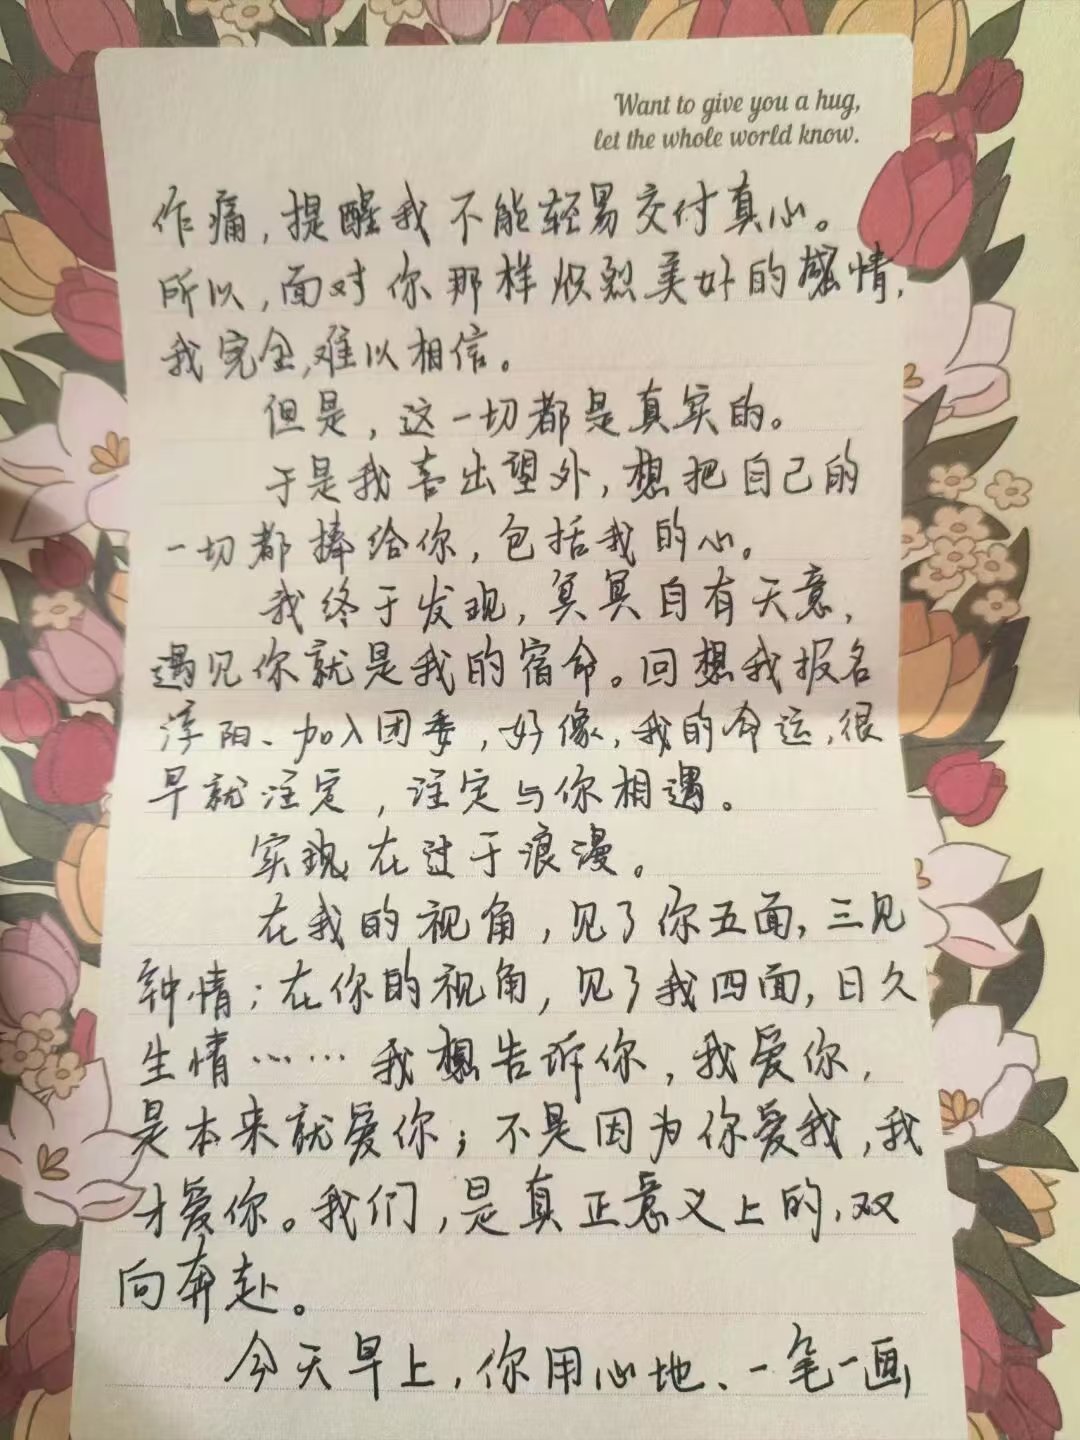 Want to give you a hug,
let the whole world know.
作痛，提醒我不能轻易交付真心。
所以，面对你那样炽烈美好的感情，
我完全，难以相信。
但是，这一切都是真实的。
于是我喜出望外，想把自己的
一切都捧给你，包括我的心。
我终于发现，冥冥自有天意，
遇见你就是我的宿命。回想我报名
浮阳、加入团委，好像，我的命运，很
早就注定，注定与你相遇。
实现在过于浪漫。
在我的视角，见了你五面，三见
钟情；在你的视角，见了我四面，日久
生情……我想告诉你，我爱你，
是本来就爱你；不是因为你爱我，我
才爱你。我们，是真正意义上的，双
向奔赴。
今天早上，你用心地、一笔一画